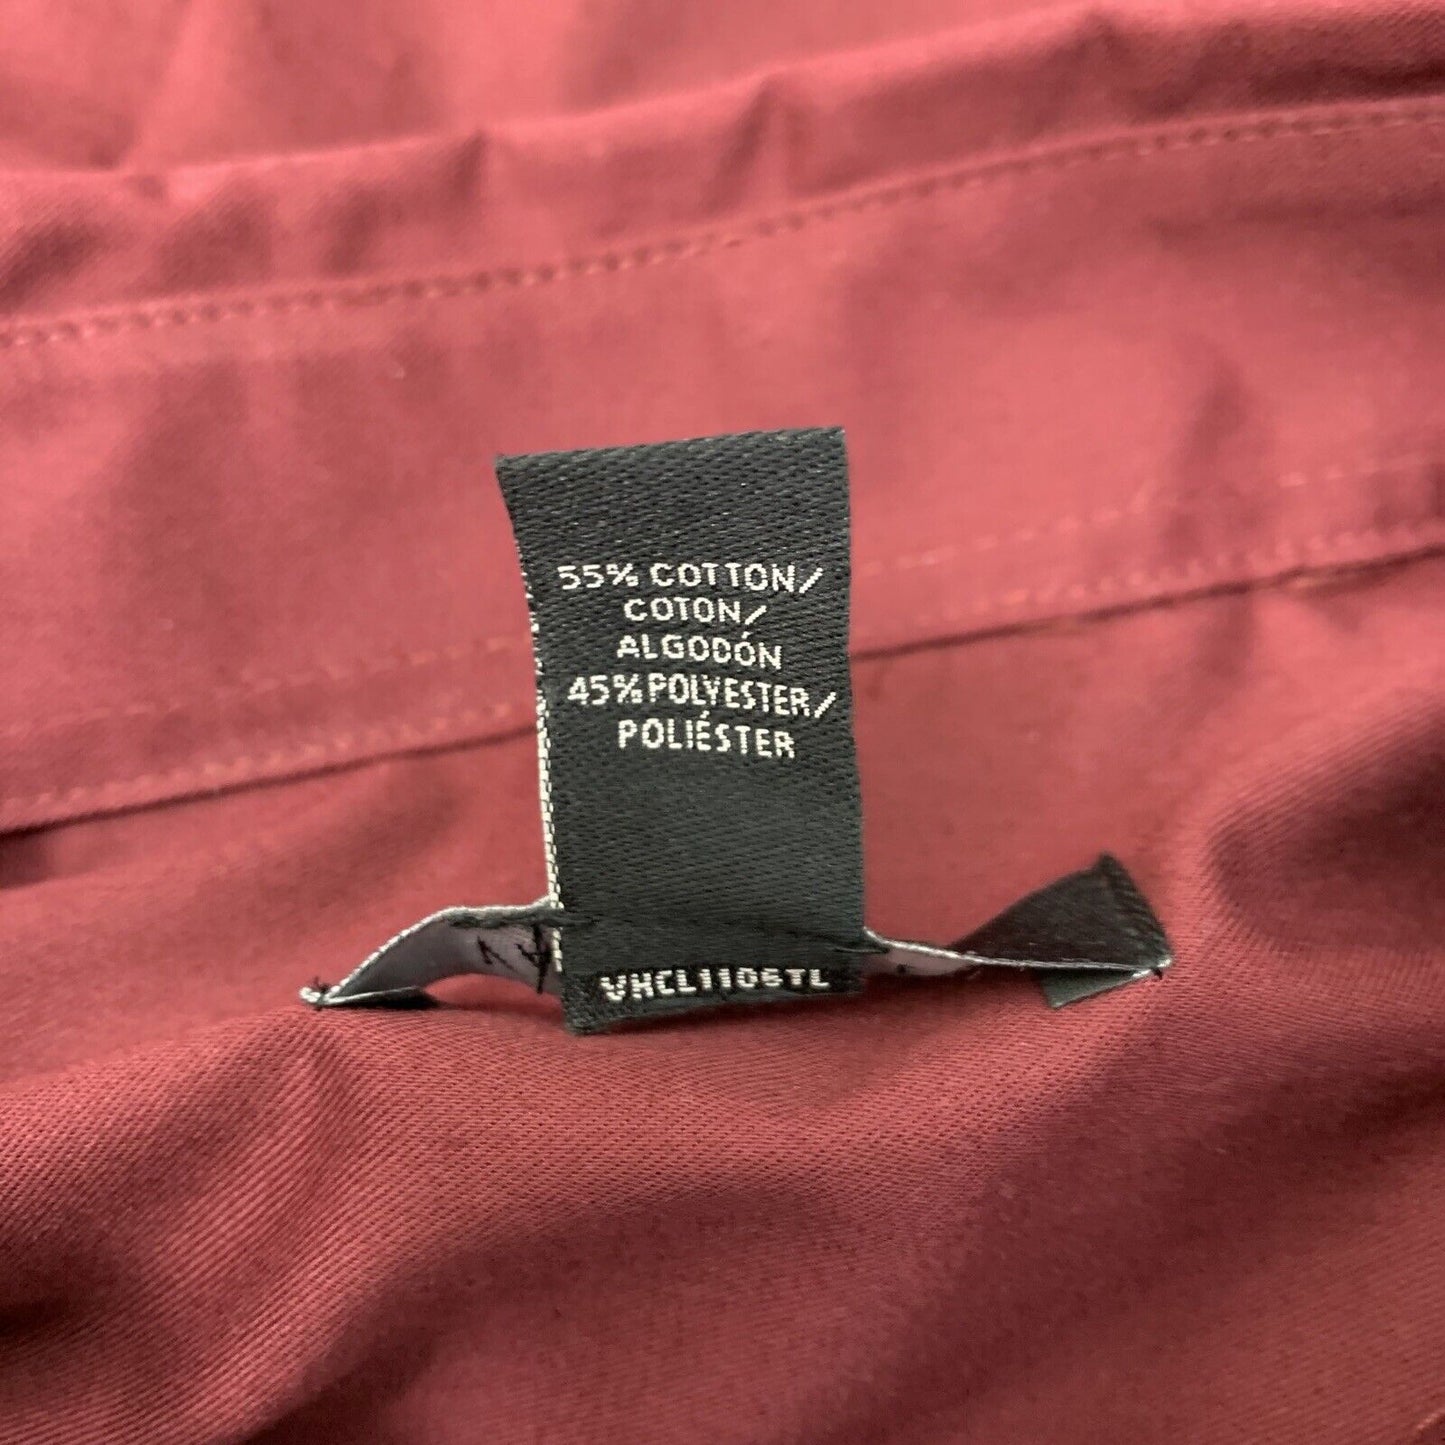 55% COTTON/
COTON/
ALGODÓN
45% POLYESTER/
POLIÉSTER
VHCL1106TL